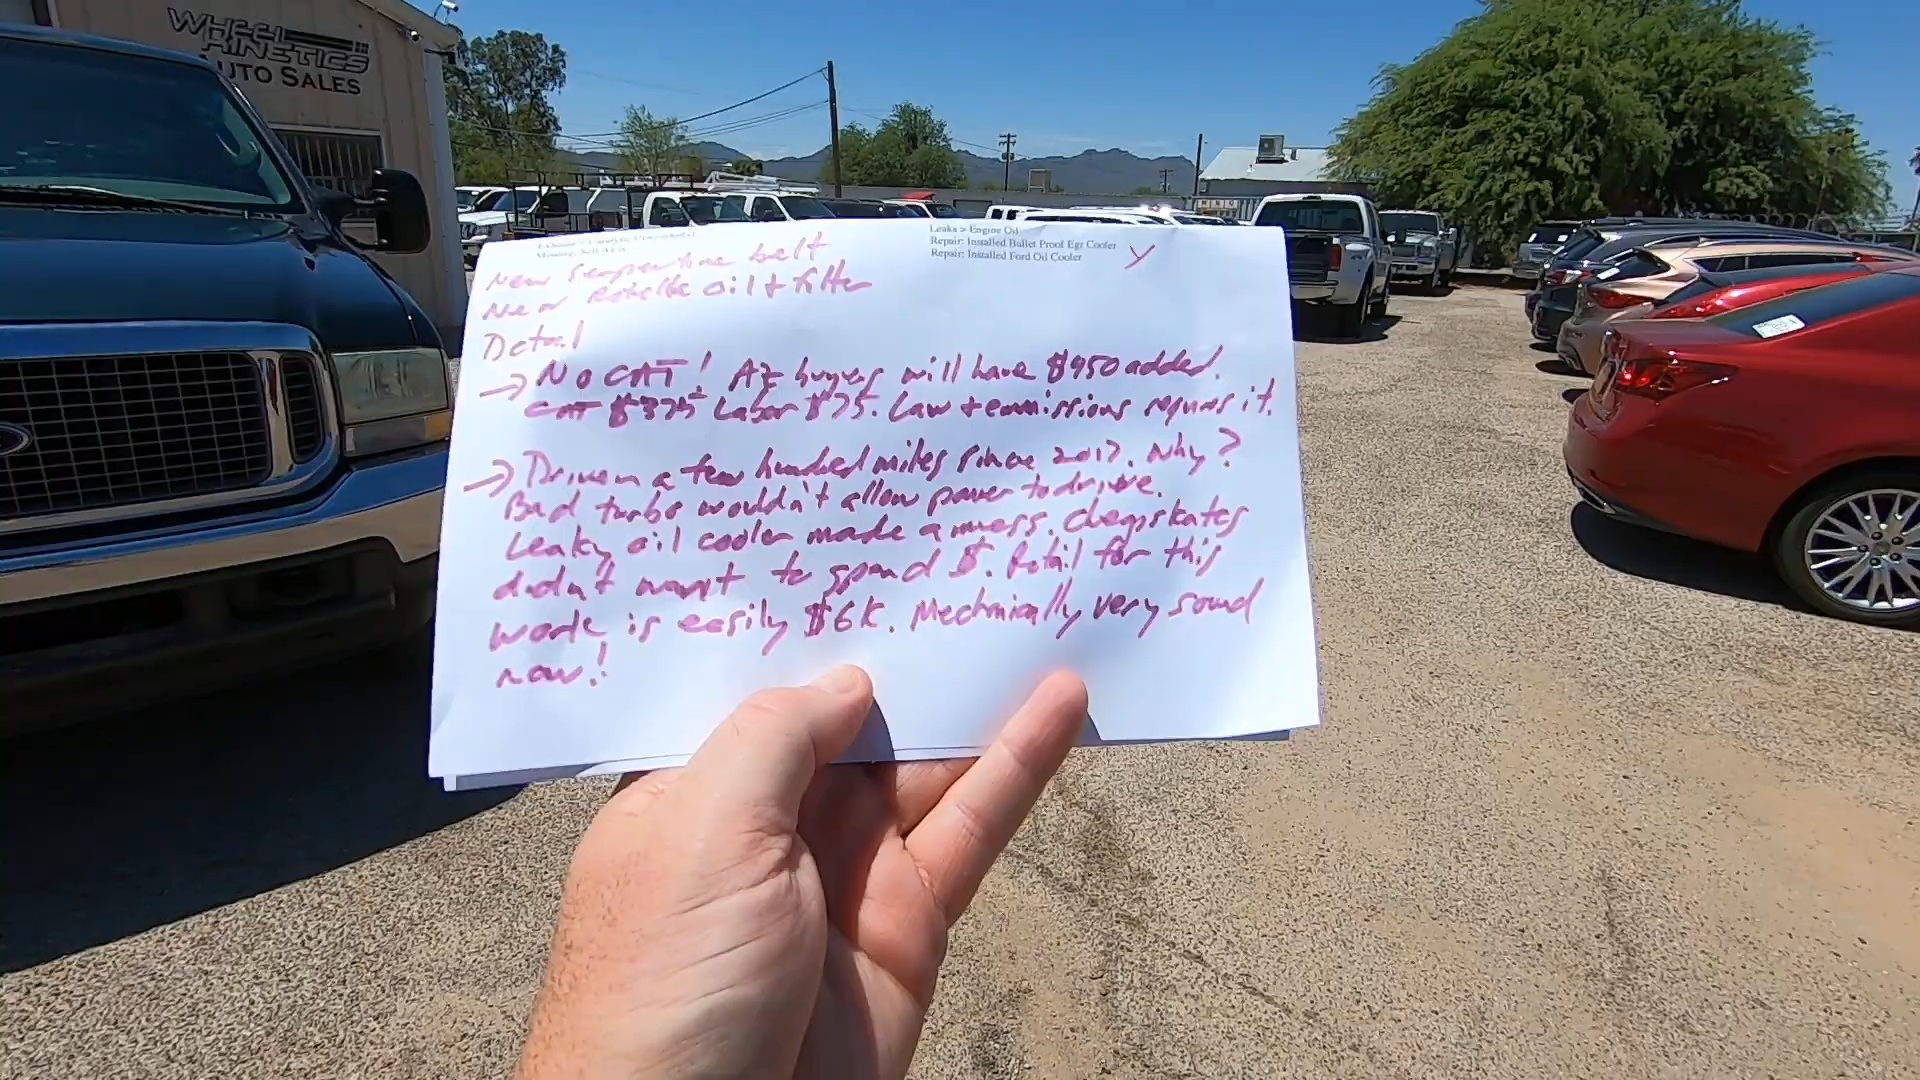 WHEEL
KINETICS
AUTO SALES
Leaks > Engine Oil
Repair: Installed Bullet Proof Egr Cooler
Repair: Installed Ford Oil Cooler
Y
New Serpentine belt
New Rotella oil & filter
Detail
→ No CAT! AZ buyers will have $450 added.
CAT $375 Labor $75. Law & emissions requires it.
→ Driven a few hundred miles since 2017. Why?
Bad turbo wouldn't allow power to drive.
Leaky oil cooler made a mess. Cheapskates
didn't want to spend $. Retail for this
work is easily $6k. Mechnically very sound
now!